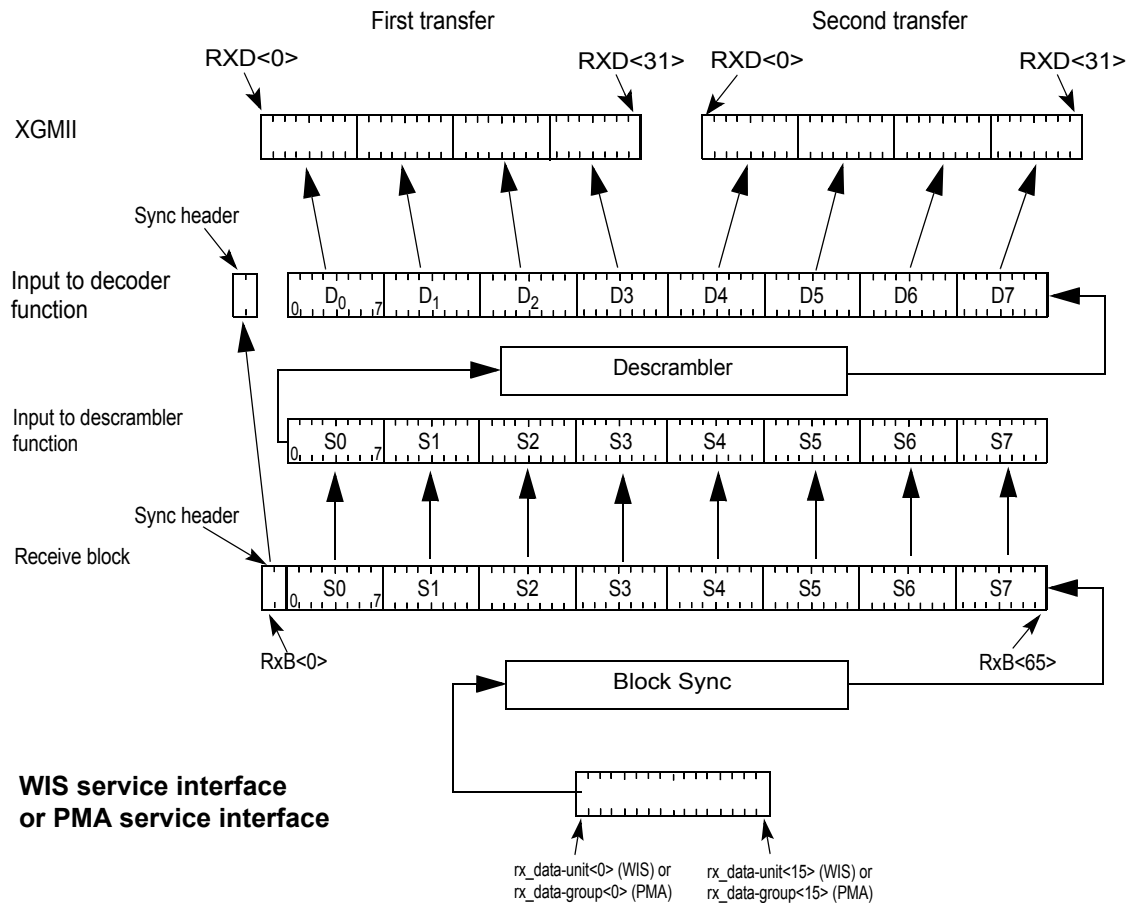 First transfer
Second transfer
RXD<0>
RXD<31>
RXD<0>
RXD<31>
XGMII
Sync header
Input to decoder
function
0 D0 7 D1 D2 D3 D4 D5 D6 D7
Descrambler
Input to descrambler
function
0 S0 7 S1 S2 S3 S4 S5 S6 S7
Sync header
Receive block
0 S0 7 S1 S2 S3 S4 S5 S6 S7
RxB<0>
RxB<65>
Block Sync
WIS service interface
or PMA service interface
rx_data-unit<0> (WIS) or
rx_data-group<0> (PMA)
rx_data-unit<15> (WIS) or
rx_data-group<15> (PMA)